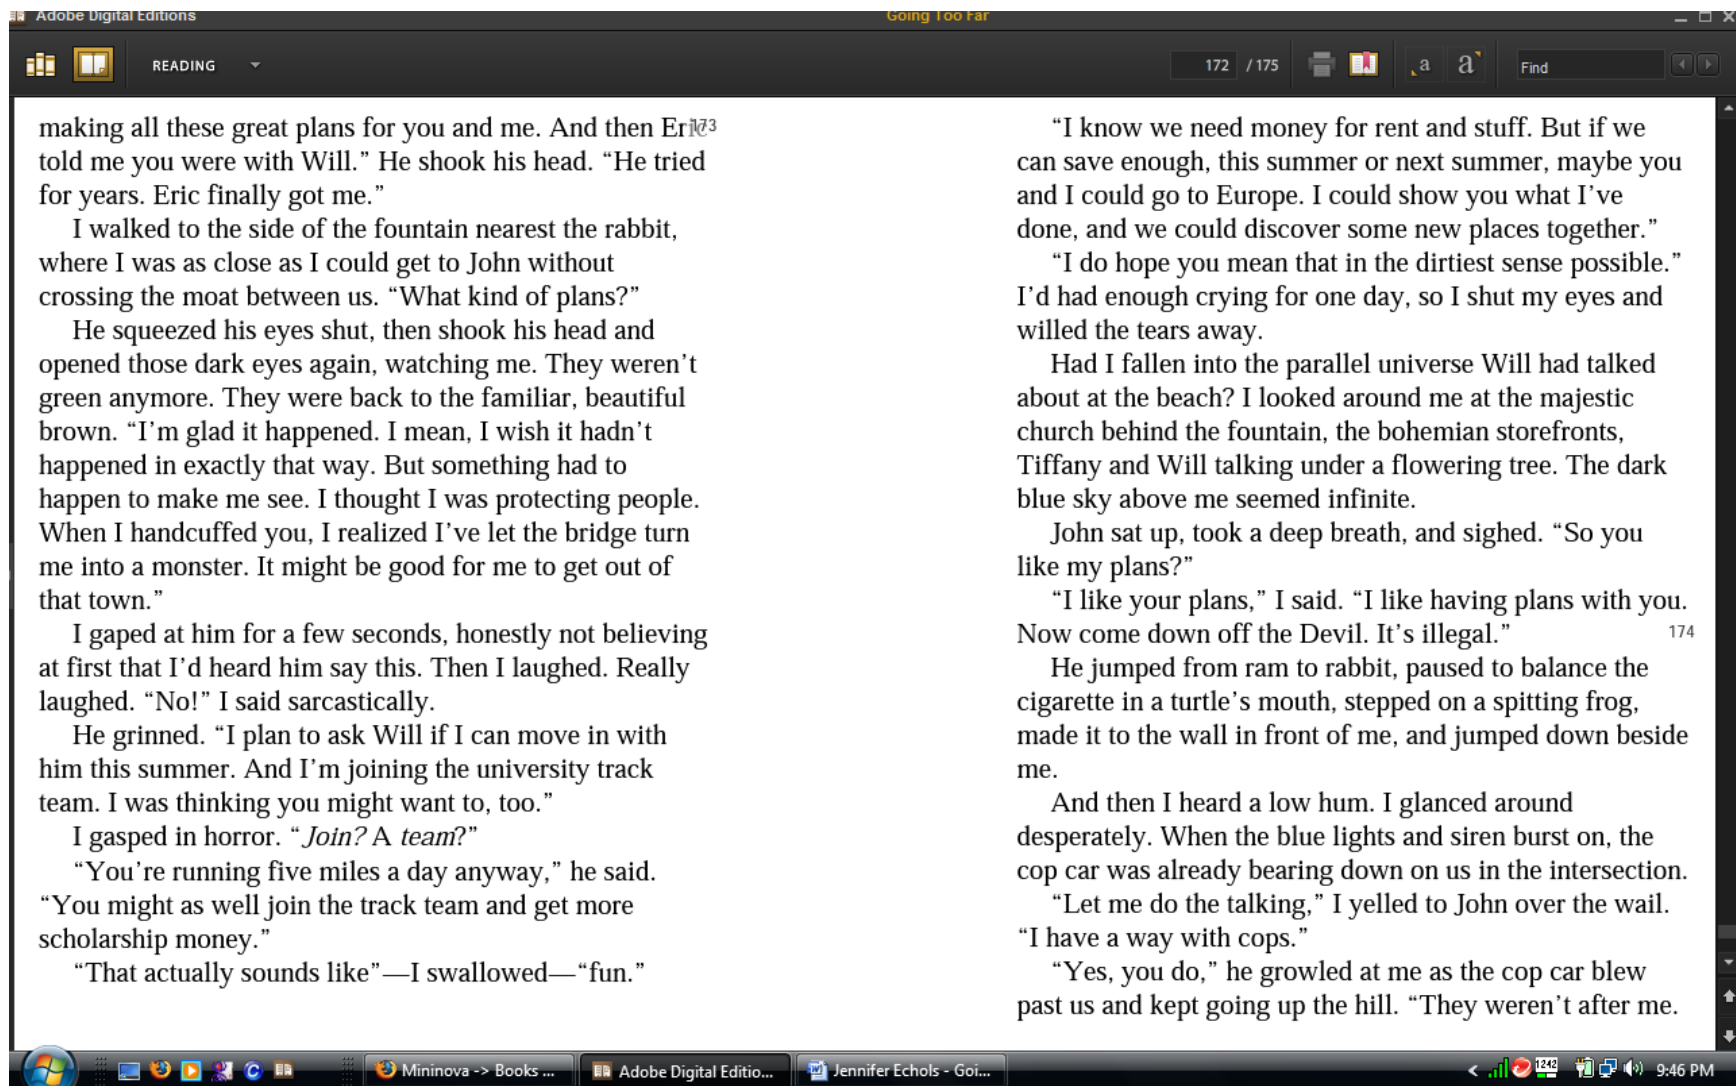 Adobe Digital Editions
Going Too Far
READING
172 / 175
a
a
Find
making all these great plans for you and me. And then Eric
173
told me you were with Will.” He shook his head. “He tried
for years. Eric finally got me.”
I walked to the side of the fountain nearest the rabbit,
where I was as close as I could get to John without
crossing the moat between us. “What kind of plans?”
He squeezed his eyes shut, then shook his head and
opened those dark eyes again, watching me. They weren’t
green anymore. They were back to the familiar, beautiful
brown. “I’m glad it happened. I mean, I wish it hadn’t
happened in exactly that way. But something had to
happen to make me see. I thought I was protecting people.
When I handcuffed you, I realized I’ve let the bridge turn
me into a monster. It might be good for me to get out of
that town.”
I gaped at him for a few seconds, honestly not believing
at first that I’d heard him say this. Then I laughed. Really
laughed. “No!” I said sarcastically.
He grinned. “I plan to ask Will if I can move in with
him this summer. And I’m joining the university track
team. I was thinking you might want to, too.”
I gasped in horror. “Join? A team?”
“You’re running five miles a day anyway,” he said.
“You might as well join the track team and get more
scholarship money.”
“That actually sounds like”—I swallowed—“fun.”
“I know we need money for rent and stuff. But if we
can save enough, this summer or next summer, maybe you
and I could go to Europe. I could show you what I’ve
done, and we could discover some new places together.”
“I do hope you mean that in the dirtiest sense possible.”
I’d had enough crying for one day, so I shut my eyes and
willed the tears away.
Had I fallen into the parallel universe Will had talked
about at the beach? I looked around me at the majestic
church behind the fountain, the bohemian storefronts,
Tiffany and Will talking under a flowering tree. The dark
blue sky above me seemed infinite.
John sat up, took a deep breath, and sighed. “So you
like my plans?”
“I like your plans,” I said. “I like having plans with you.
Now come down off the Devil. It’s illegal.”
174
He jumped from ram to rabbit, paused to balance the
cigarette in a turtle’s mouth, stepped on a spitting frog,
made it to the wall in front of me, and jumped down beside
me.
And then I heard a low hum. I glanced around
desperately. When the blue lights and siren burst on, the
cop car was already bearing down on us in the intersection.
“Let me do the talking,” I yelled to John over the wail.
“I have a way with cops.”
“Yes, you do,” he growled at me as the cop car blew
past us and kept going up the hill. “They weren’t after me.
Mininova -> Books ...
Adobe Digital Editio...
Jennifer Echols - Goi...
1242
9:46 PM